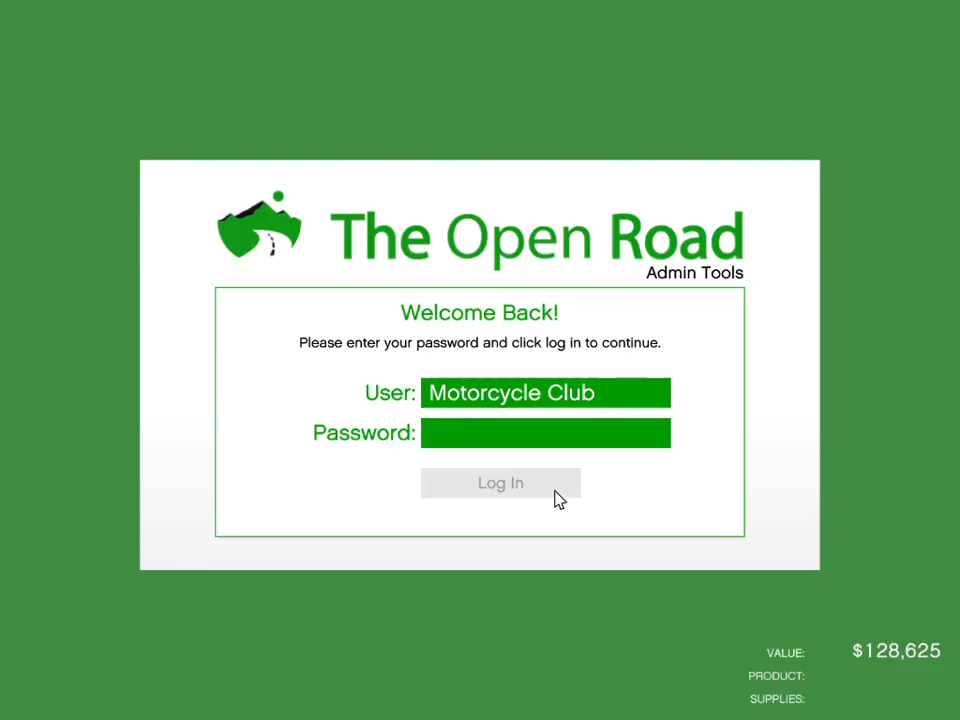 The Open Road
Admin Tools
Welcome Back!
Please enter your password and click log in to continue.
User: Motorcycle Club
Password:
Log In
VALUE: $128,625
PRODUCT:
SUPPLIES: